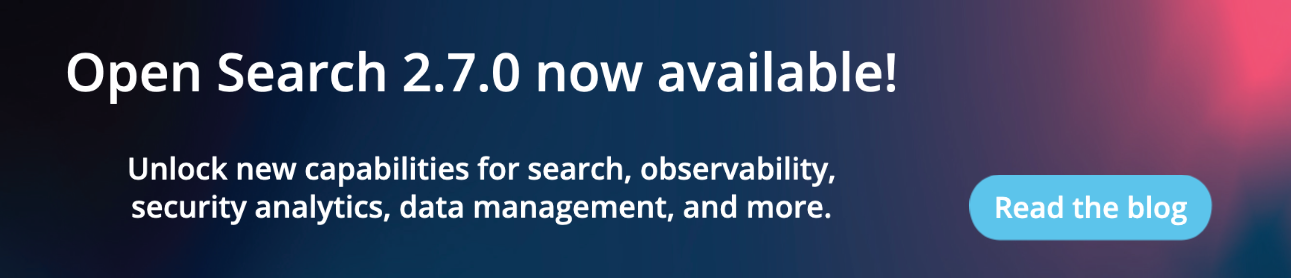 Open Search 2.7.0 now available!
Unlock new capabilities for search, observability,
security analytics, data management, and more.
Read the blog